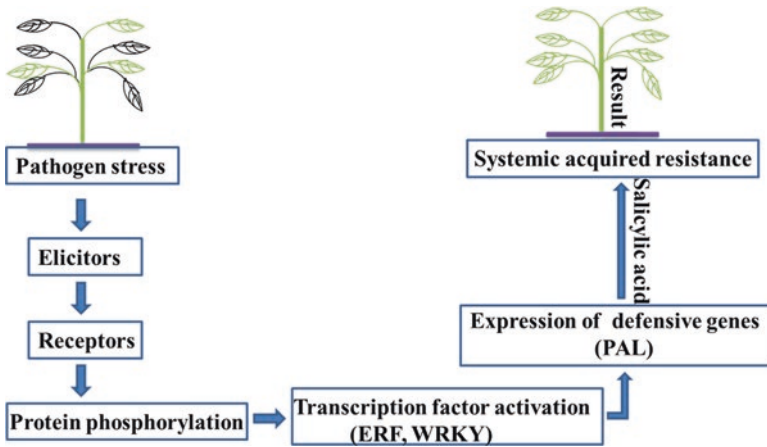 Pathogen stress
Elicitors
Receptors
Protein phosphorylation
Transcription factor activation
(ERF, WRKY)
Expression of defensive genes
(PAL)
Salicylic acid
Systemic acquired resistance
Result